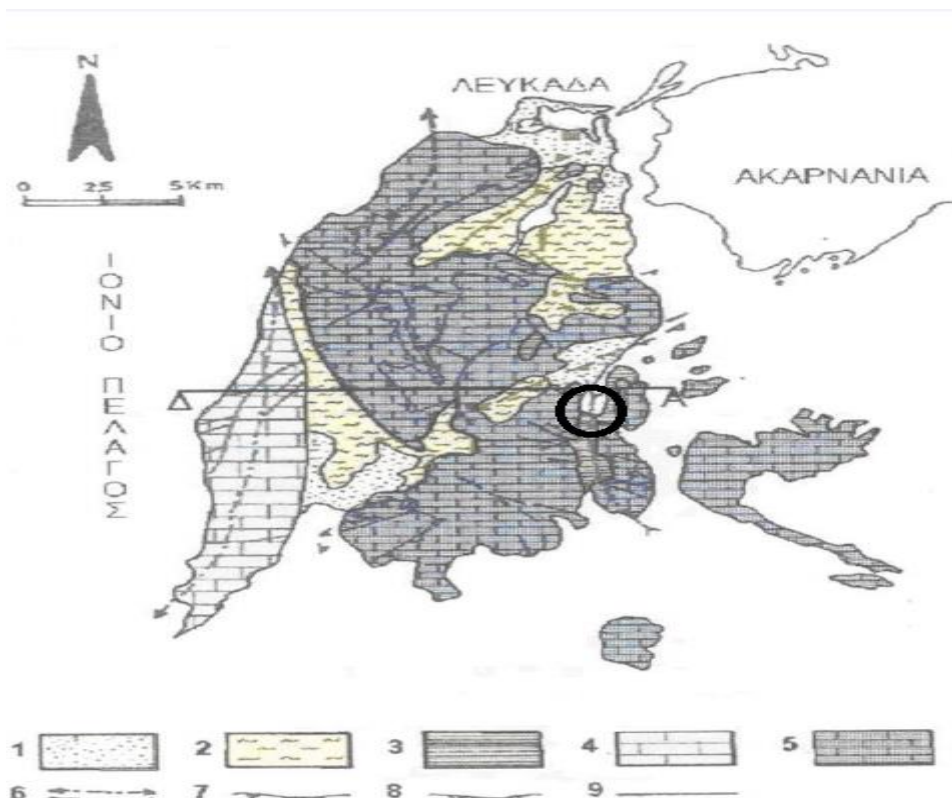 N
ΛΕΥΚΑΔΑ
ΑΚΑΡΝΑΝΙΑ
0 2,5 5Km
ΙΟΝΙΟ ΠΕΛΑΓΟΣ
Δ Α
1 2 3 4 5
6 7 8 9